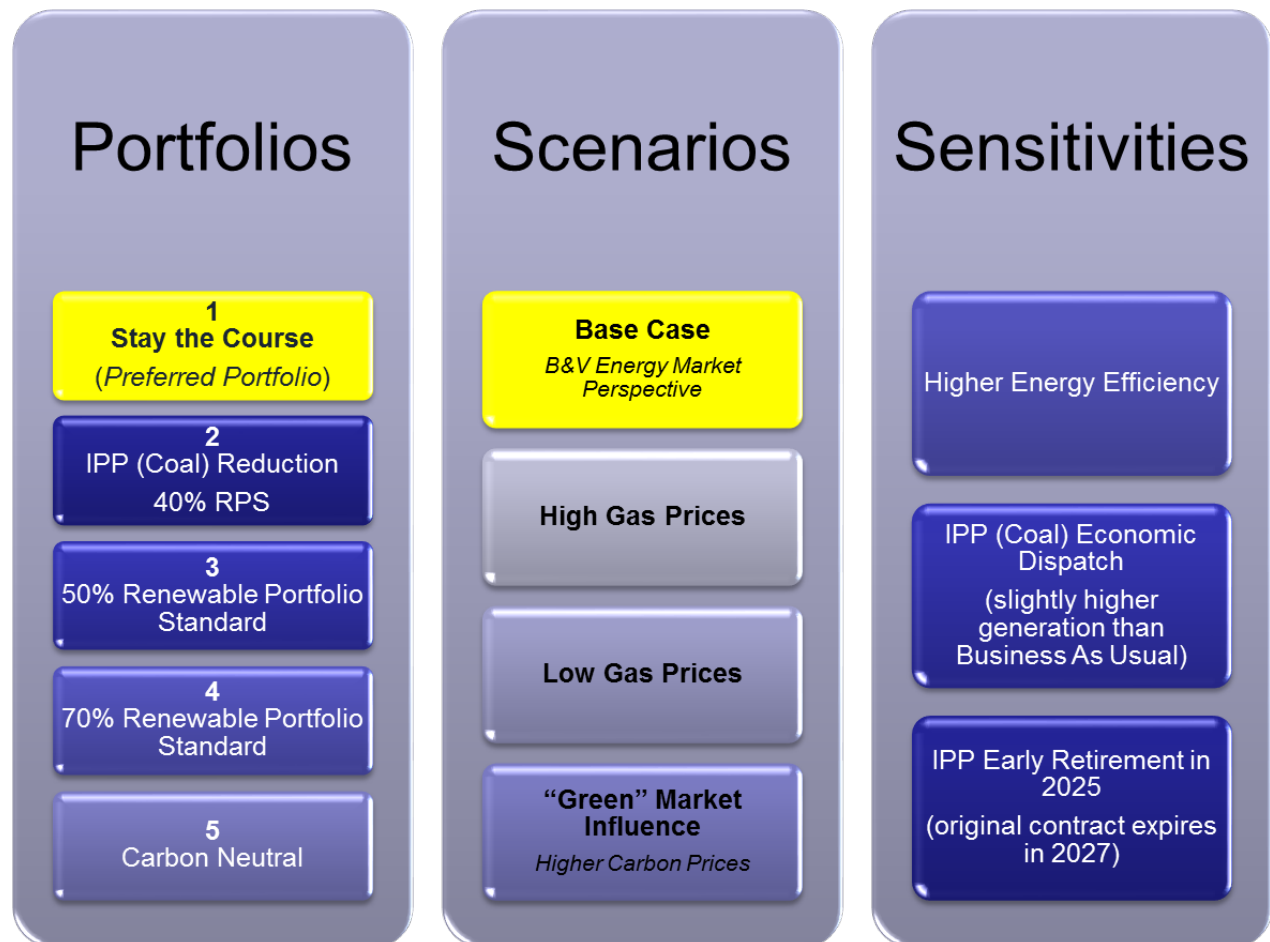 Portfolios
1
Stay the Course
(Preferred Portfolio)
2
IPP (Coal) Reduction
40% RPS
3
50% Renewable Portfolio
Standard
4
70% Renewable Portfolio
Standard
5
Carbon Neutral
Scenarios
Base Case
B&V Energy Market
Perspective
High Gas Prices
Low Gas Prices
“Green” Market
Influence
Higher Carbon Prices
Sensitivities
Higher Energy Efficiency
IPP (Coal) Economic
Dispatch
(slightly higher
generation than
Business As Usual)
IPP Early Retirement in
2025
(original contract expires
in 2027)